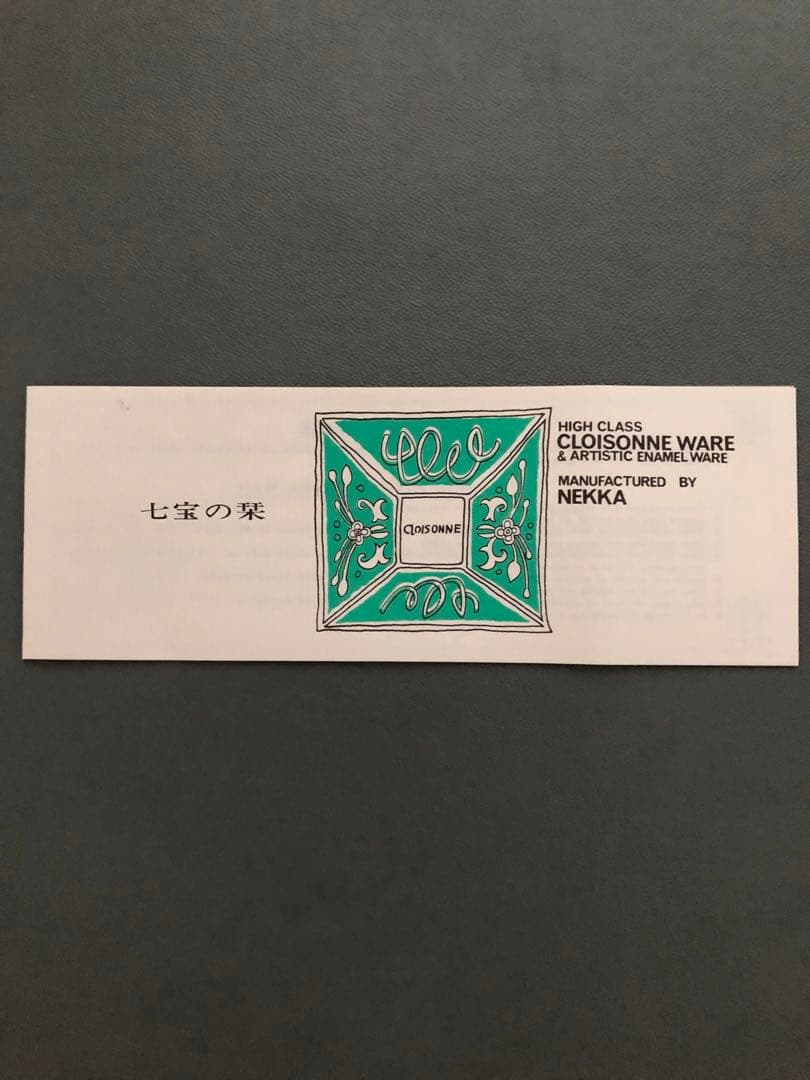 七宝の栞
CLOISONNE
HIGH CLASS
CLOISONNE WARE
& ARTISTIC ENAMEL WARE
MANUFACTURED BY
NEKKA